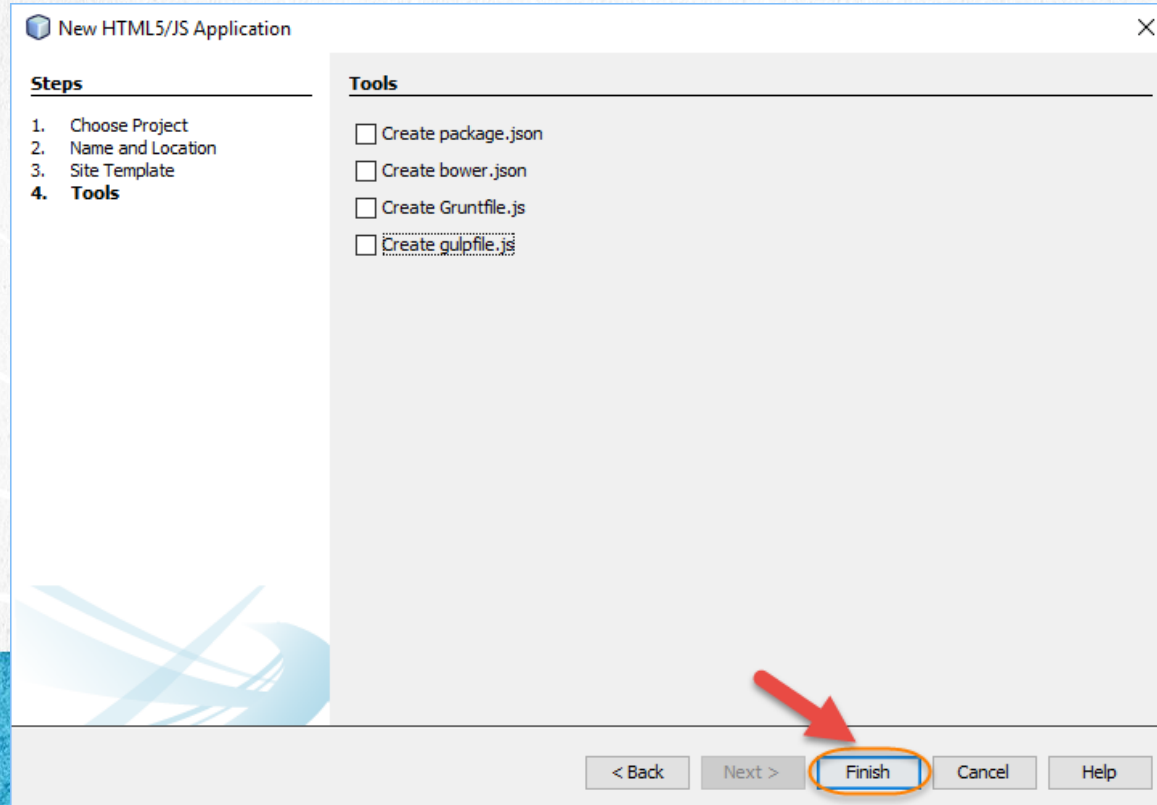 New HTML5/JS Application
Steps
1. Choose Project
2. Name and Location
3. Site Template
4. Tools
Tools
Create package.json
Create bower.json
Create Gruntfile.js
Create gulpfile.js
< Back Next > Finish Cancel Help